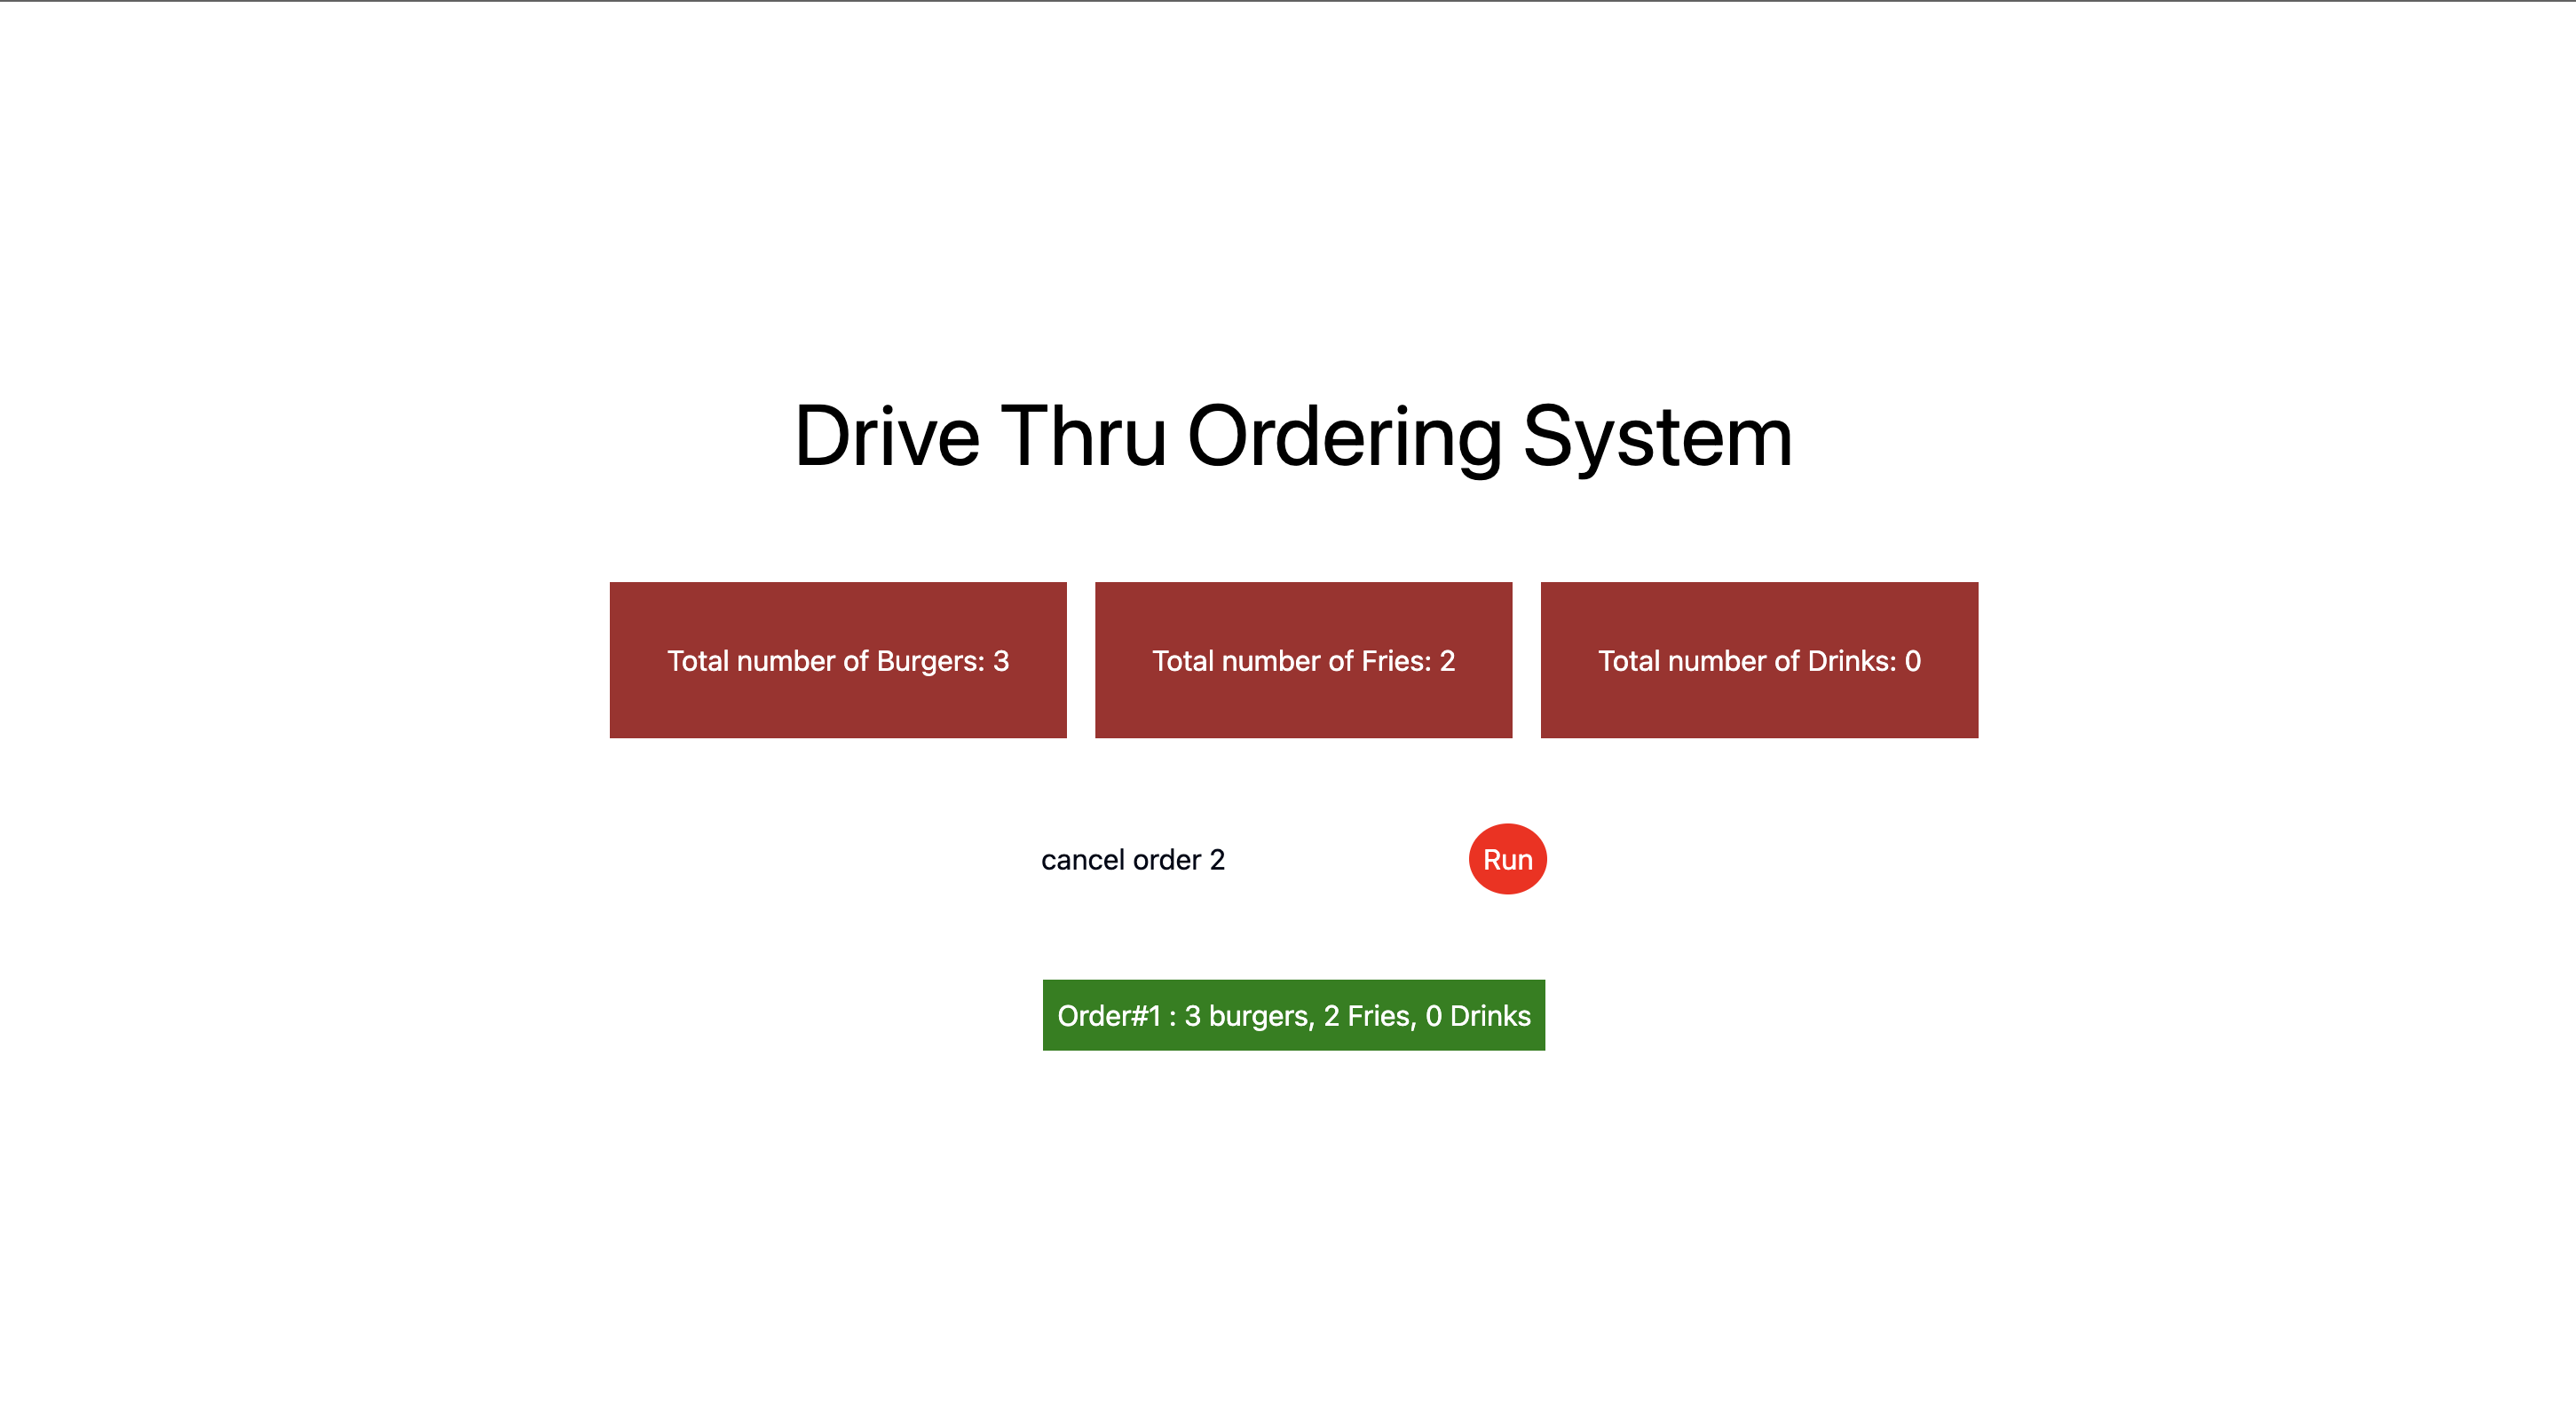 Drive Thru Ordering System
Total number of Burgers: 3
Total number of Fries: 2
Total number of Drinks: 0
cancel order 2
Run
Order#1 : 3 burgers, 2 Fries, 0 Drinks